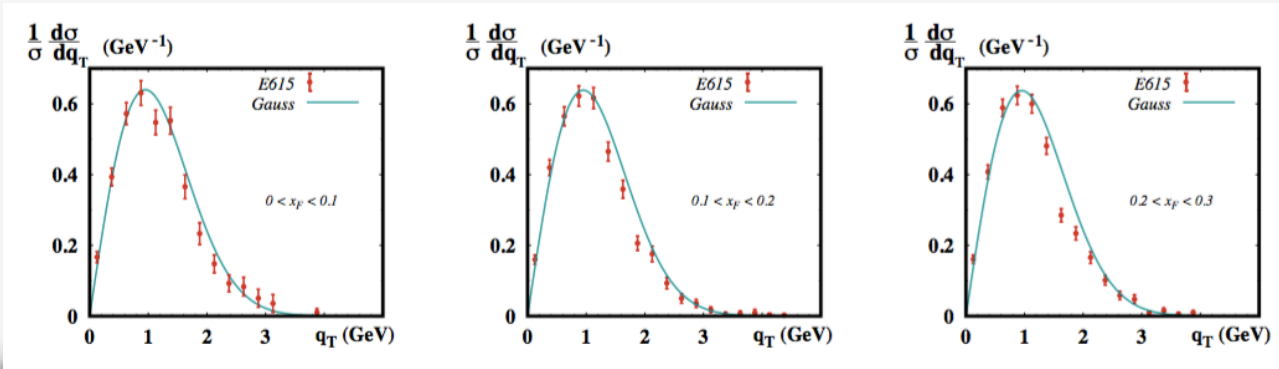 1/σ dσ/dq_T (GeV⁻¹)
E615
Gauss
0.6
0.4
0 < x_F < 0.1
0.2
0
0 1 2 3 q_T (GeV)
1/σ dσ/dq_T (GeV⁻¹)
E615
Gauss
0.6
0.4
0.1 < x_F < 0.2
0.2
0
0 1 2 3 q_T (GeV)
1/σ dσ/dq_T (GeV⁻¹)
E615
Gauss
0.6
0.4
0.2 < x_F < 0.3
0.2
0
0 1 2 3 q_T (GeV)